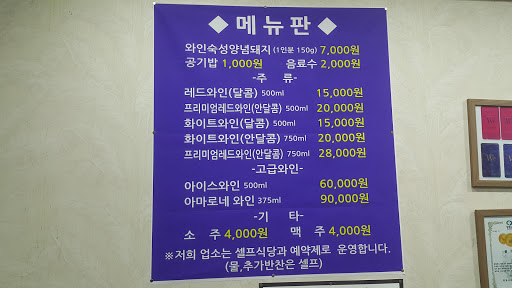 ◆메뉴판◆
와인숙성양념돼지(1인분 150g) 7,000원
공기밥 1,000원 음료수 2,000원
-주 류-
레드와인(달콤) 500ml 15,000원
프리미엄레드와인(안달콤) 500ml 20,000원
화이트와인(달콤) 500ml 15,000원
화이트와인(안달콤) 750ml 20,000원
프리미엄레드와인(안달콤) 750ml 28,000원
-고급와인-
아이스와인 500ml 60,000원
아마로네 와인 375ml 90,000원
-기 타-
소 주 4,000원 맥 주 4,000원
※저희 업소는 셀프식당과 예약제로 운영합니다.
(물,추가반찬은 셀프)